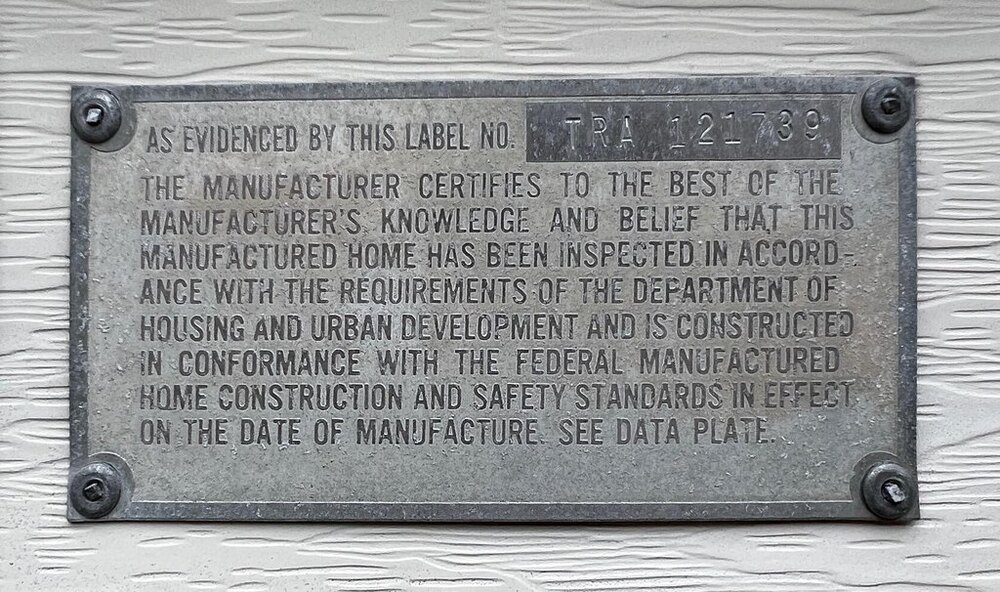 AS EVIDENCED BY THIS LABEL NO. TRA 121739
THE MANUFACTURER CERTIFIES TO THE BEST OF THE
MANUFACTURER'S KNOWLEDGE AND BELIEF THAT THIS
MANUFACTURED HOME HAS BEEN INSPECTED IN ACCORD-
ANCE WITH THE REQUIREMENTS OF THE DEPARTMENT OF
HOUSING AND URBAN DEVELOPMENT AND IS CONSTRUCTED
IN CONFORMANCE WITH THE FEDERAL MANUFACTURED
HOME CONSTRUCTION AND SAFETY STANDARDS IN EFFECT
ON THE DATE OF MANUFACTURE. SEE DATA PLATE.